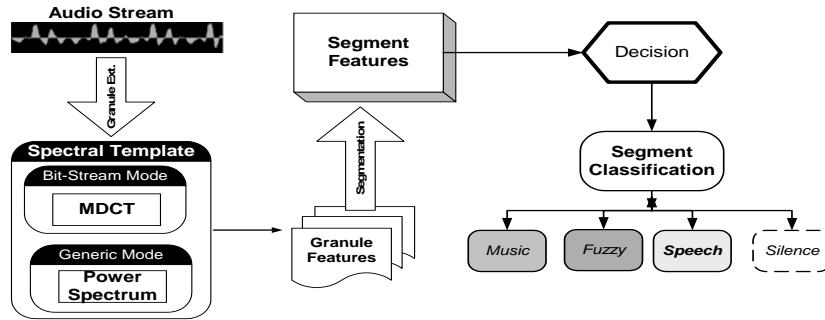 Audio Stream
Granule Ext.
Spectral Template
Bit-Stream Mode
MDCT
Generic Mode
Power
Spectrum
Granule
Features
Segmentation
Segment
Features
Decision
Segment
Classification
Music
Fuzzy
Speech
Silence